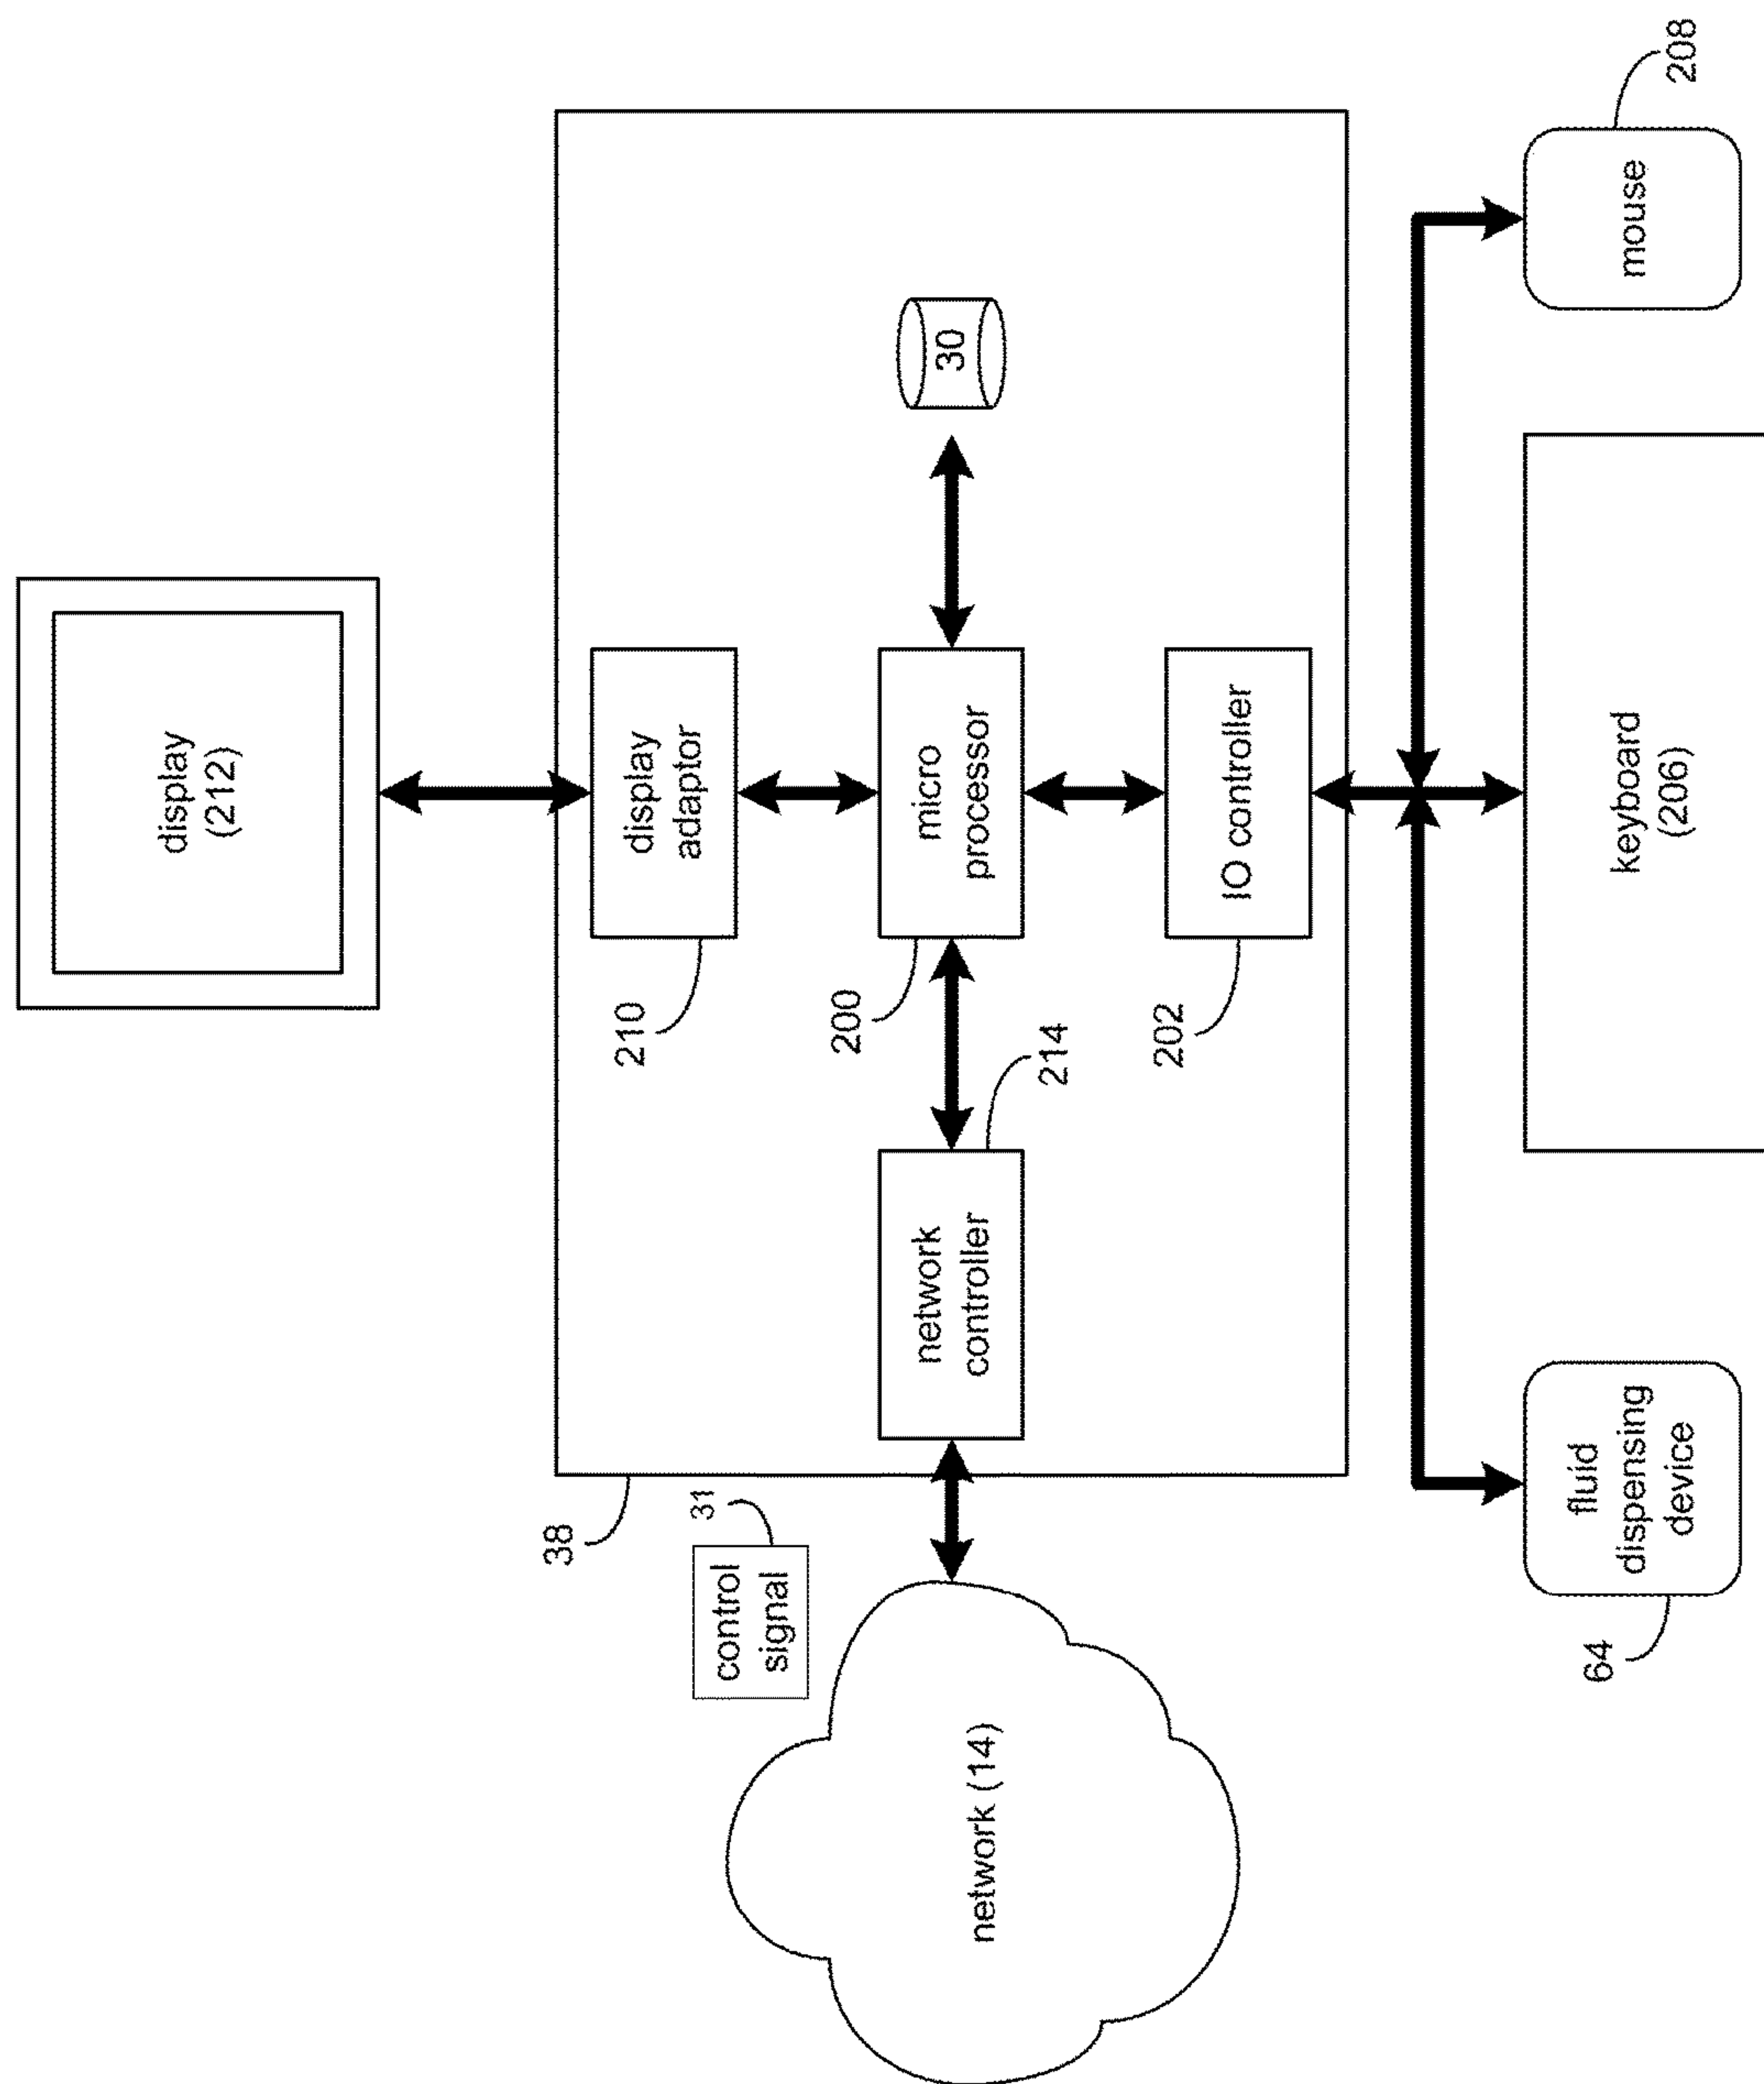 display
(212)
210
display
adaptor
38
control
signal
31
network (14)
network
controller
214
200
micro
processor
30
202
IO controller
64
fluid
dispensing
device
keyboard
(206)
mouse
208